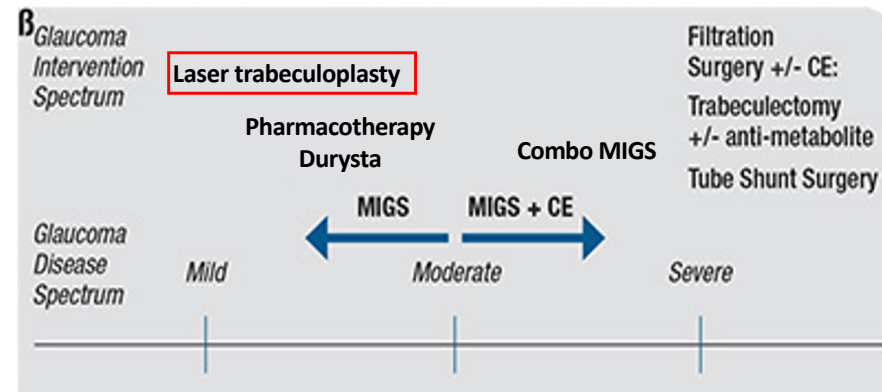 ß
Glaucoma
Intervention
Spectrum
Laser trabeculoplasty
Pharmacotherapy
Durysta
Combo MIGS
Filtration
Surgery +/- CE:
Trabeculectomy
+/- anti-metabolite
Tube Shunt Surgery
MIGS
MIGS + CE
Glaucoma
Disease
Spectrum
Mild
Moderate
Severe